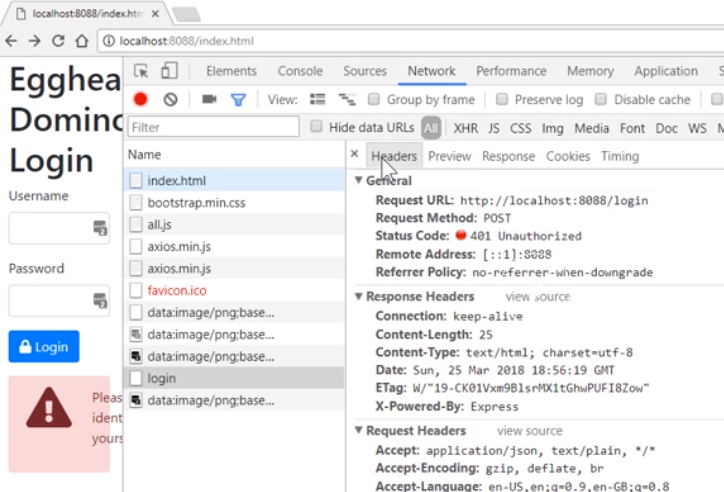 localhost:8088/index.htm
localhost:8088/index.html
Egghea
Domino
Login
Username
Password
Login
Pleas
ident
yours
Elements Console Sources Network Performance Memory Application S
View: Group by frame Preserve log Disable cache
Filter Hide data URLs All XHR JS CSS Img Media Font Doc WS M
Name
index.html
bootstrap.min.css
all.js
axios.min.js
axios.min.js
favicon.ico
data:image/png;base...
data:image/png;base...
data:image/png;base...
login
data:image/png;base...
Headers Preview Response Cookies Timing
General
Request URL: http://localhost:8088/login
Request Method: POST
Status Code: 401 Unauthorized
Remote Address: [::1]:8088
Referrer Policy: no-referrer-when-downgrade
Response Headers view source
Connection: keep-alive
Content-Length: 25
Content-Type: text/html; charset=utf-8
Date: Sun, 25 Mar 2018 18:56:19 GMT
ETag: W/"19-CK01Vxm9BlsrMX1tGhwPUFI8Zow"
X-Powered-By: Express
Request Headers view source
Accept: application/json, text/plain, */*
Accept-Encoding: gzip, deflate, br
Accept-Language: en-US,en;q=0.9,en-GB;q=0.8